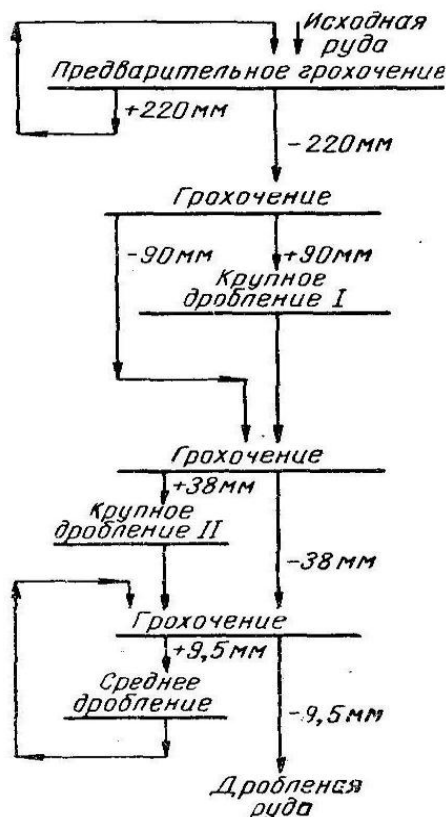 Исходная
руда
Предварительное грохочение
+220мм
-220мм
Грохочение
-90мм
+90мм
Крупное
дробление I
Грохочение
+38мм
Крупное
дробление II
-38мм
Грохочение
+9,5мм
Среднее
дробление
-9,5мм
Дробленая
руда